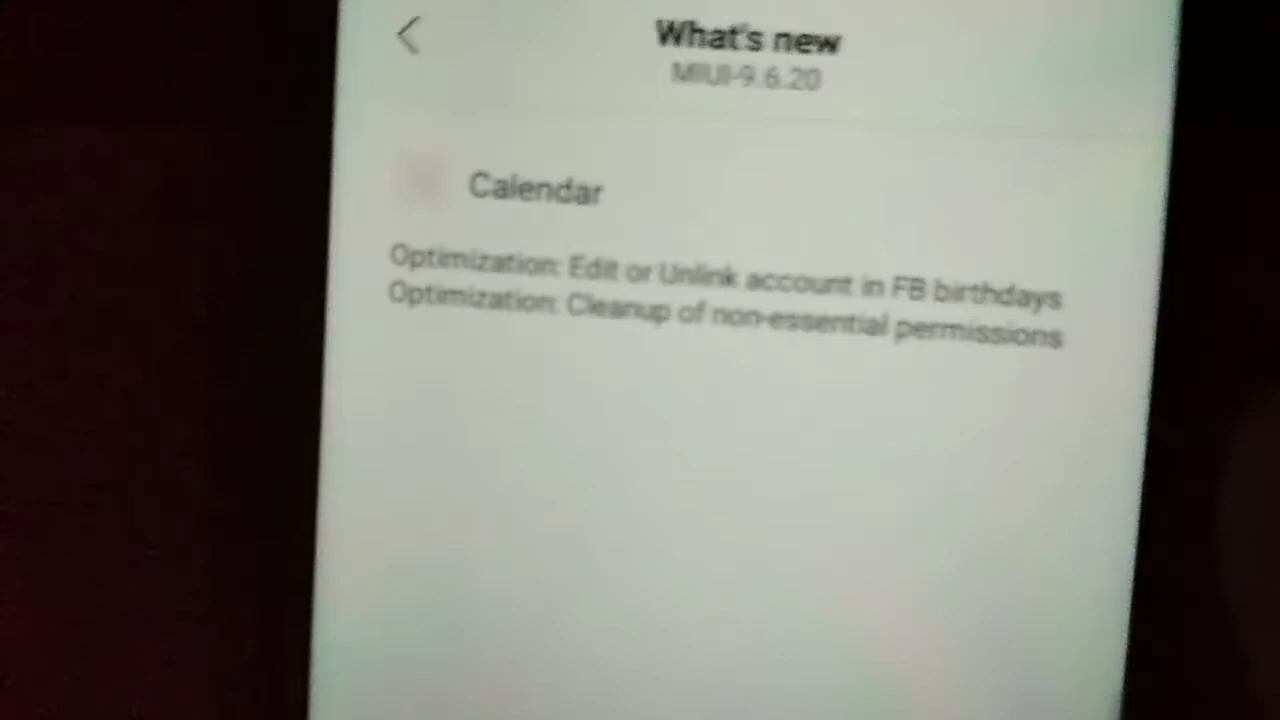 What's new
MIUI-9.6.20
Calendar
Optimization: Edit or Unlink account in FB birthdays
Optimization: Cleanup of non-essential permissions